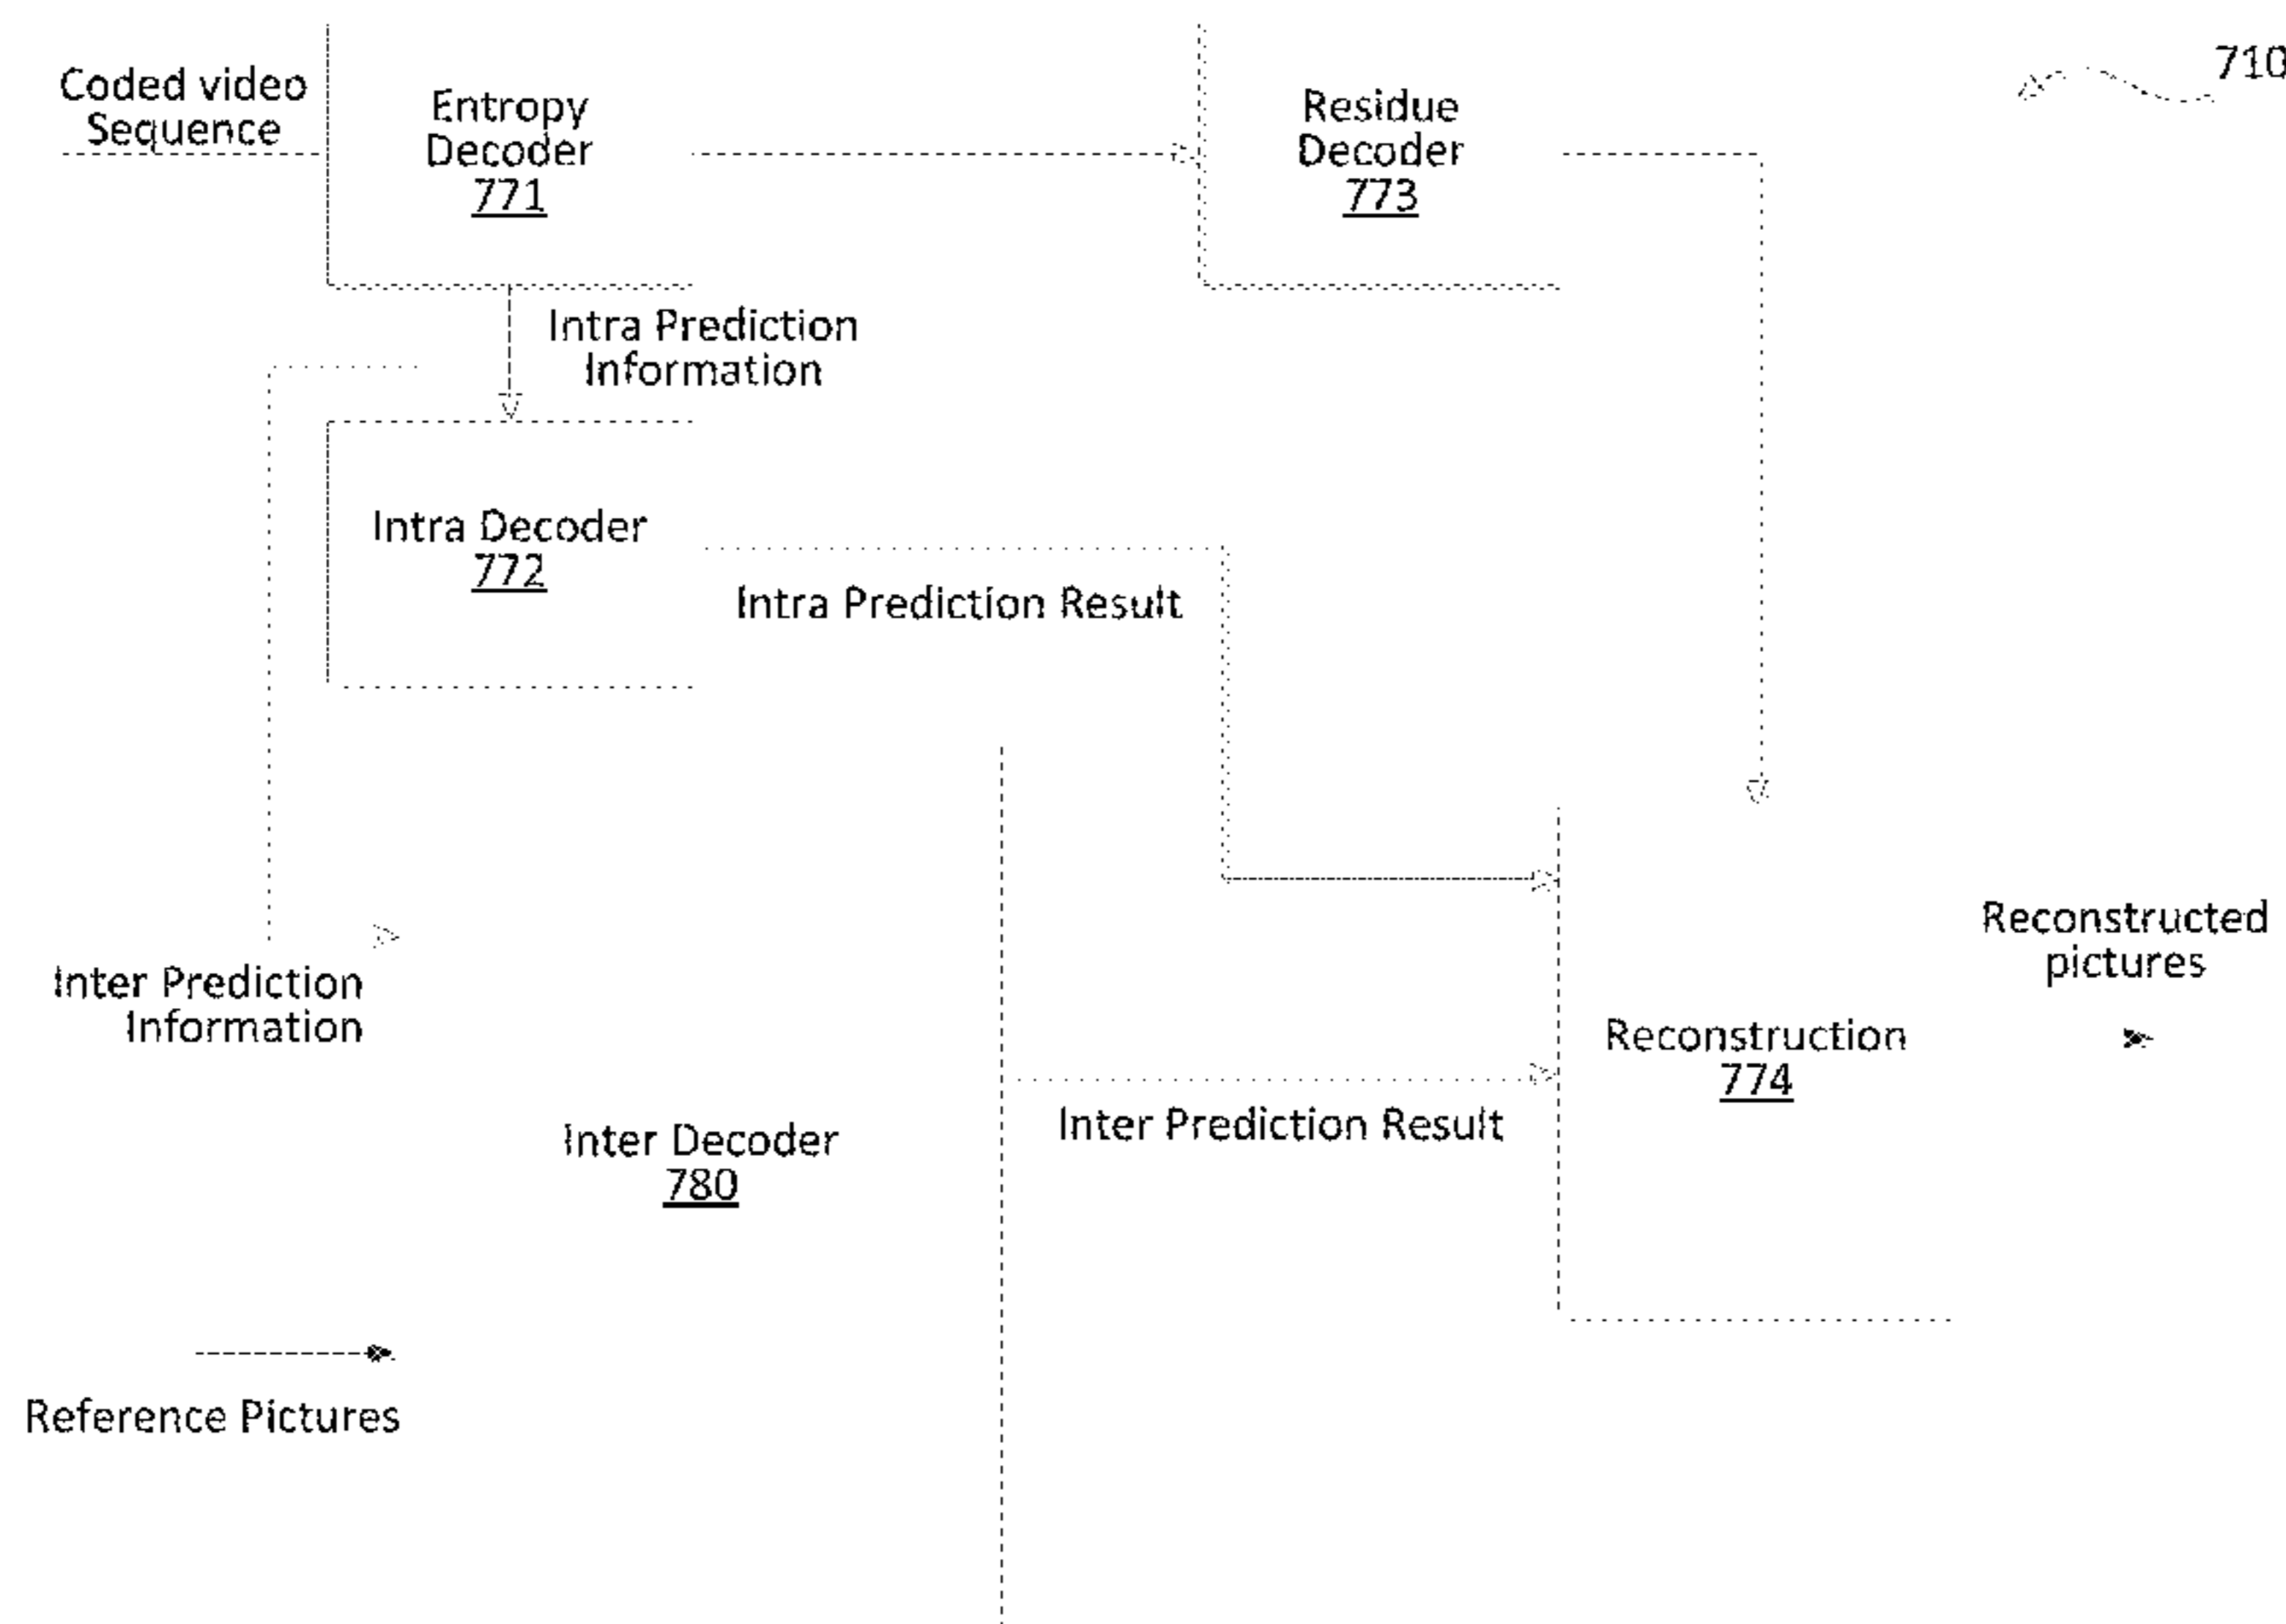 710
Coded video
Sequence
Entropy
Decoder
771
Residue
Decoder
773
Intra Prediction
Information
Intra Decoder
772
Intra Prediction Result
Inter Prediction
Information
Reconstructed
pictures
Reconstruction
774
Inter Prediction Result
Inter Decoder
780
Reference Pictures